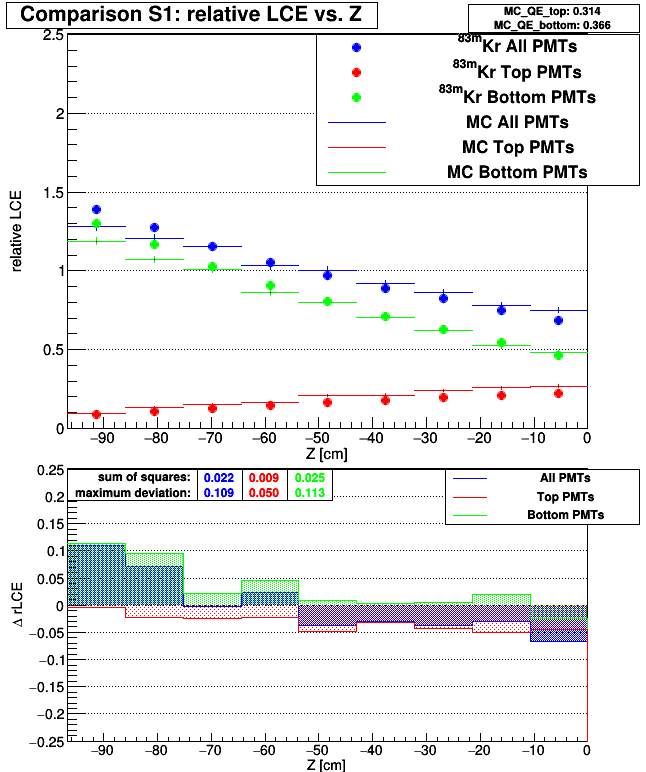 Comparison S1: relative LCE vs. Z
MC_QE_top: 0.314
MC_QE_bottom: 0.366
83mKr All PMTs
83mKr Top PMTs
83mKr Bottom PMTs
MC All PMTs
MC Top PMTs
MC Bottom PMTs
relative LCE
2.5
2
1.5
1
0.5
0
−90 −80 −70 −60 −50 −40 −30 −20 −10 0
Z [cm]
sum of squares: 0.022 0.009 0.025
maximum deviation: 0.109 0.050 0.113
All PMTs
Top PMTs
Bottom PMTs
Δ rLCE
0.25
0.2
0.15
0.1
0.05
0
−0.05
−0.1
−0.15
−0.2
−0.25
−90 −80 −70 −60 −50 −40 −30 −20 −10 0
Z [cm]